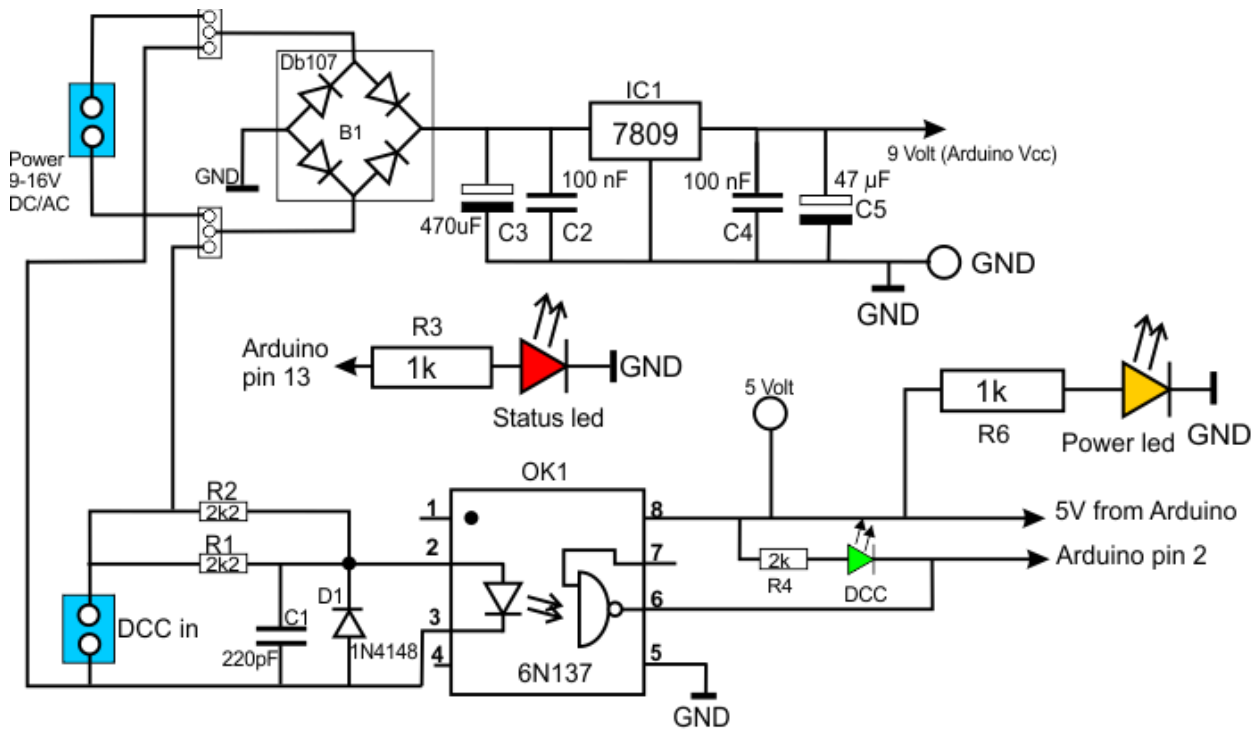 Db107
B1
GND
Power
9-16V
DC/AC
IC1
7809
9 Volt (Arduino Vcc)
100 nF
100 nF
47 µF
470uF
C3
C2
C4
C5
GND
GND
R3
1k
Arduino
pin 13
GND
Status led
5 Volt
1k
R6
Power led
GND
OK1
R2
2k2
R1
2k2
1
2
3
4
8
7
6
5
5V from Arduino
Arduino pin 2
2k
R4
DCC
DCC in
C1
220pF
D1
1N4148
6N137
GND